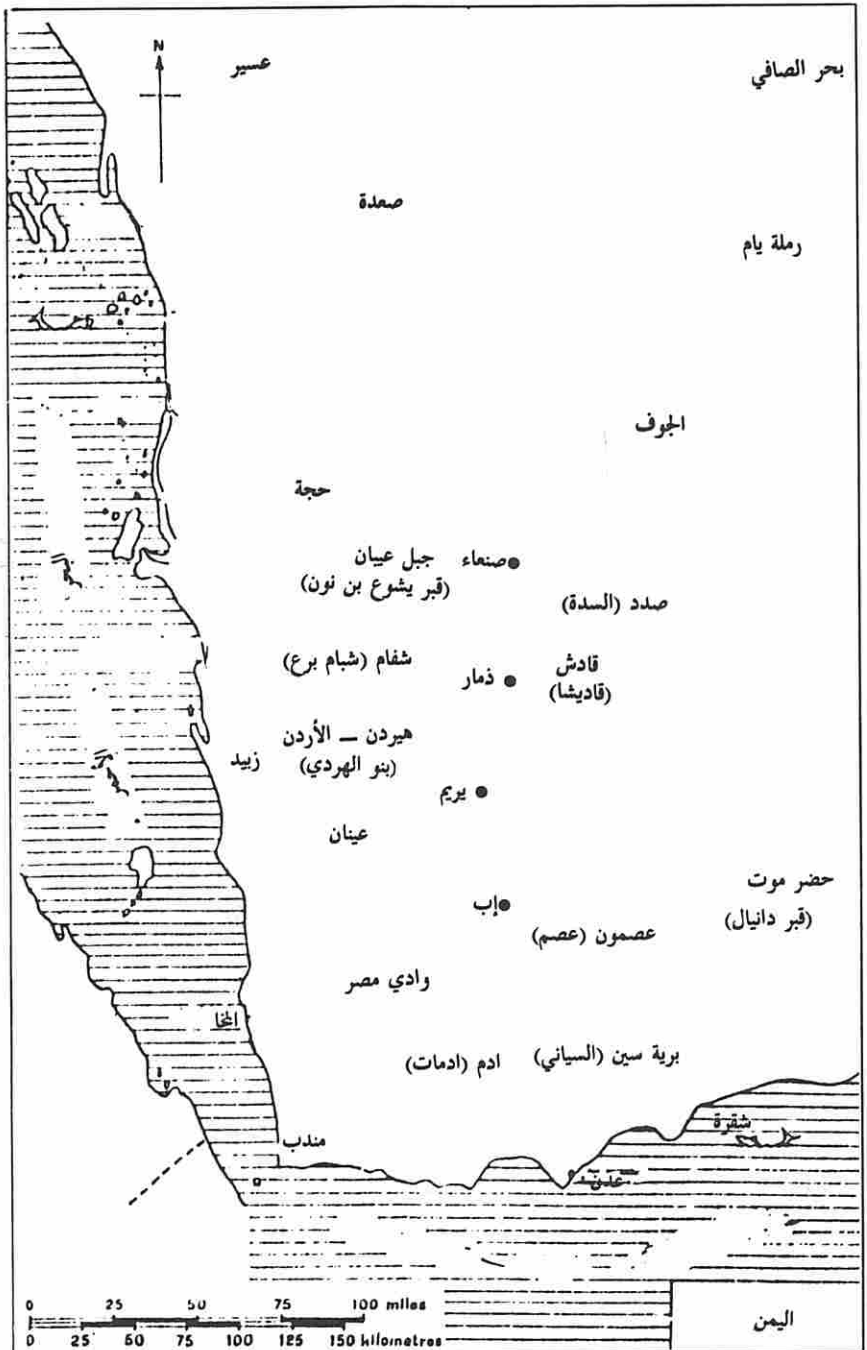 N
عسير
بحر الصافي
صعدة
رملة يام
الجوف
حجة
صنعاء
جبل عيبان
(قبر يشوع بن نون)
صدد (السدة)
شفام (شبام برع)
ذمار
قادش
(قاديشا)
هيردن – الأردن
(بنو الهردي)
زبيد
يريم
عينان
حضر موت
(قبر دانيال)
إب
عصمون (عصم)
وادي مصر
المخا
برية سين (السياني)
ادم (ادمات)
شقرة
مندب
عدن
0 25 50 75 100 miles
0 25 50 75 100 125 150 kilometres
اليمن